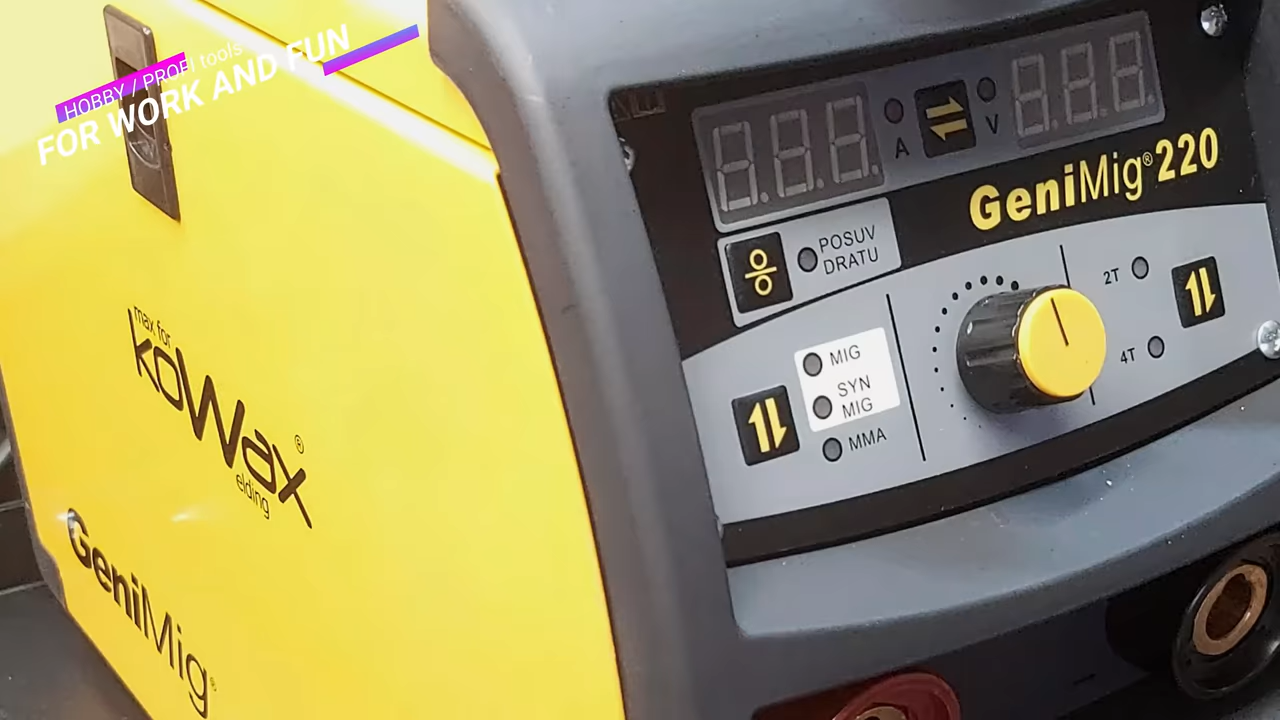 HOBBY / PROFI tools
FOR WORK AND FUN
max for
kowax®
elding
GeniMig®
A
V
GeniMig®220
POSUV
DRATU
MIG
SYN
MIG
MMA
2T
4T